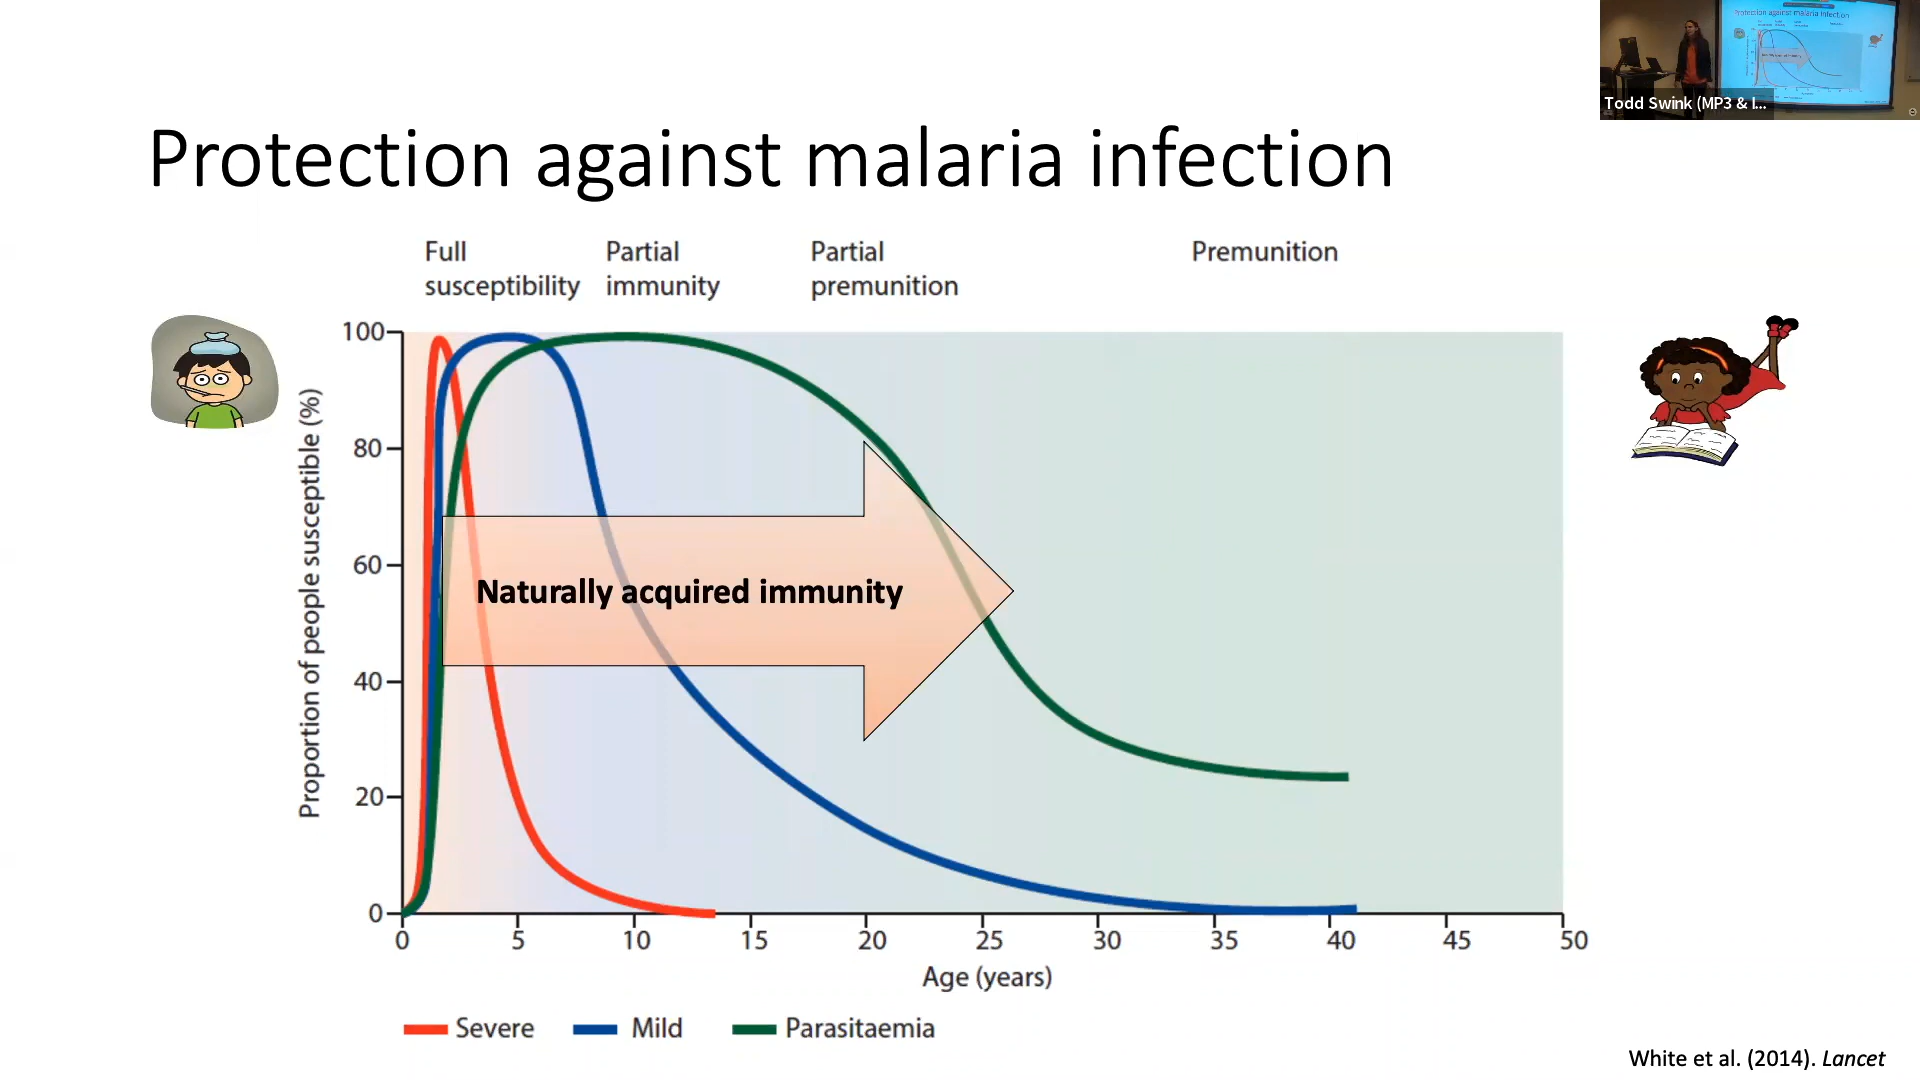 Todd Swink (MP3 & I...
Protection against malaria infection
Full
susceptibility
Partial
immunity
Partial
premunition
Premunition
Proportion of people susceptible (%)
100
80
60
40
20
0
Naturally acquired immunity
0 5 10 15 20 25 30 35 40 45 50
Age (years)
Severe Mild Parasitaemia
White et al. (2014). Lancet